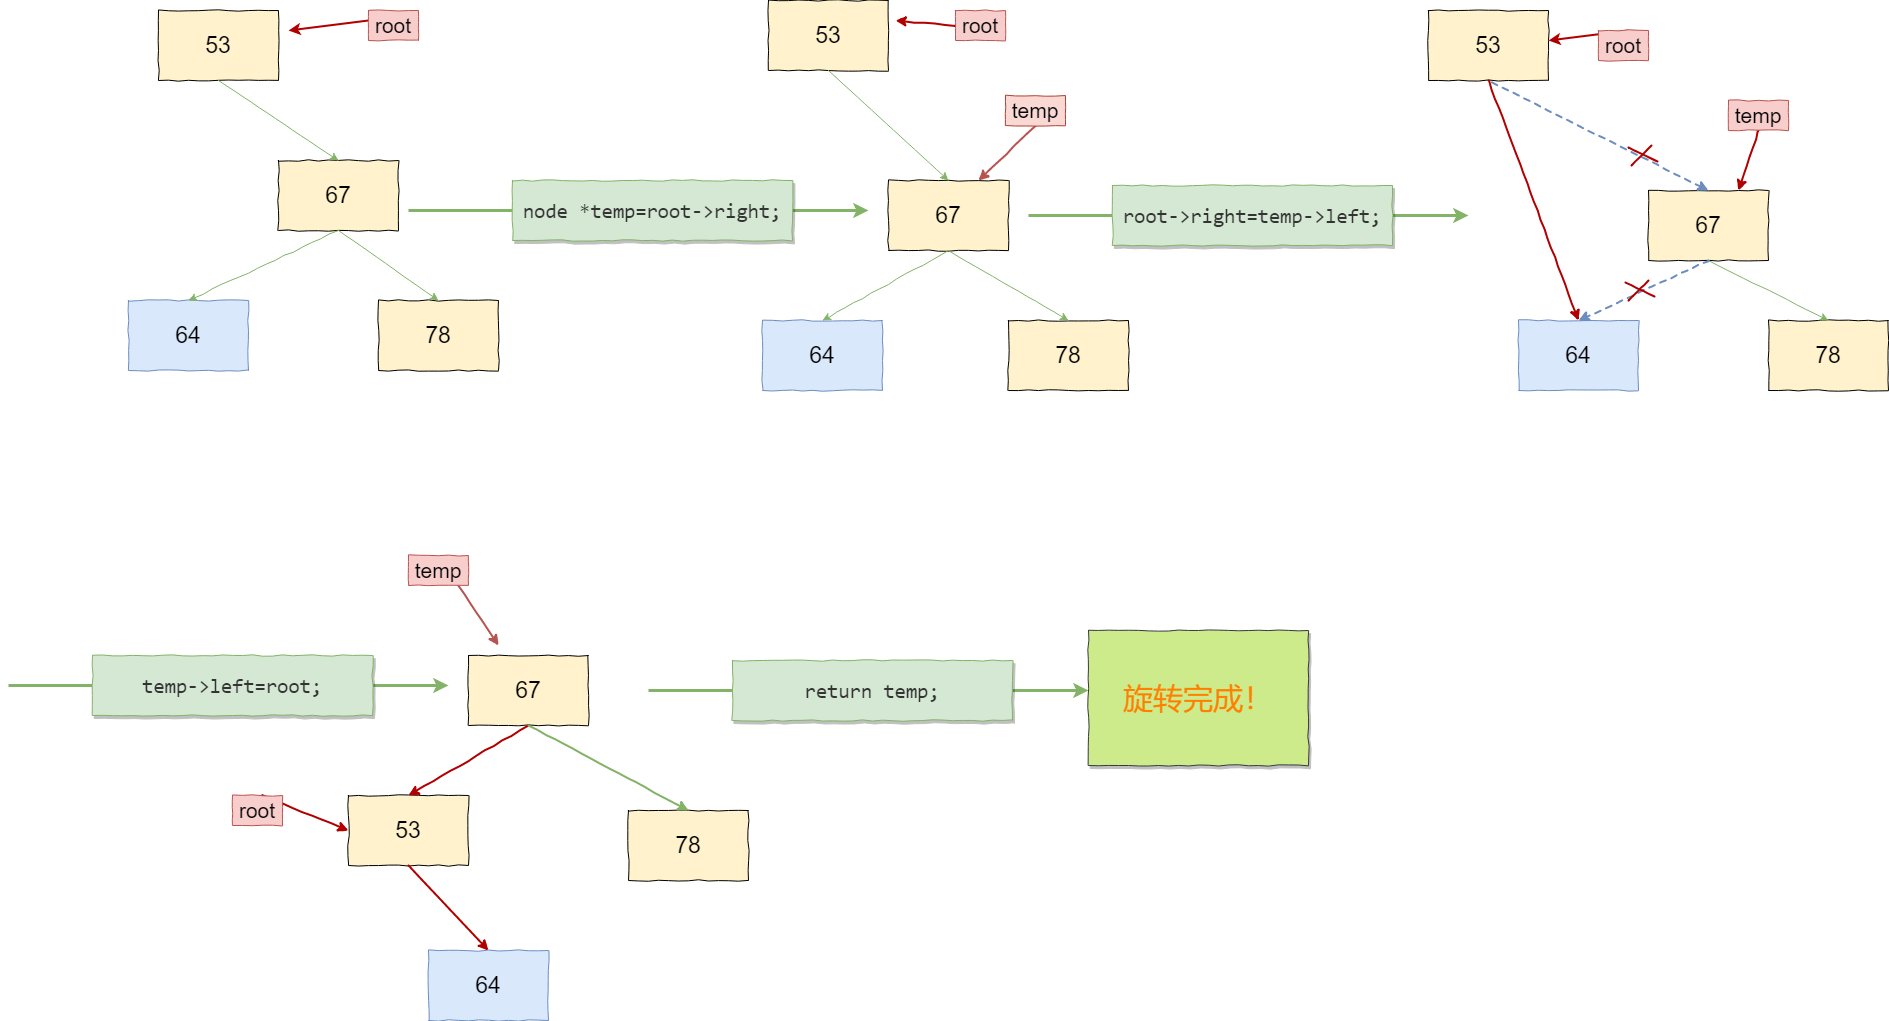 53
root
67
64
78
node *temp=root->right;
53
root
temp
67
64
78
root->right=temp->left;
53
root
temp
67
64
78
temp->left=root;
temp
67
root
53
78
64
return temp;
旋转完成!